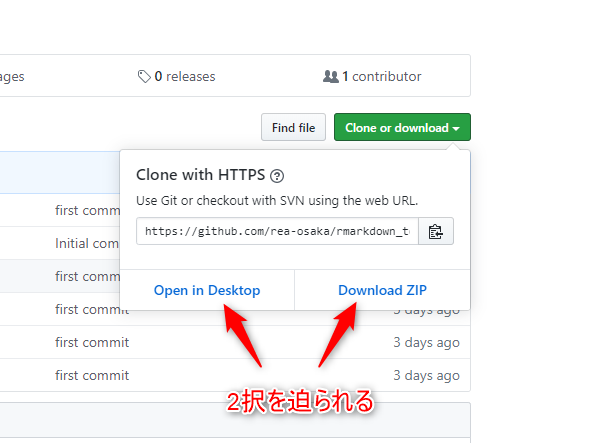 ages
0 releases
1 contributor
Find file
Clone or download
Clone with HTTPS
Use Git or checkout with SVN using the web URL.
https://github.com/rea-osaka/rmarkdown_t
Open in Desktop
Download ZIP
first comm
Initial com
first comm
first commit
3 days ago
first commit
3 days ago
first commit
3 days ago
2択を迫られる